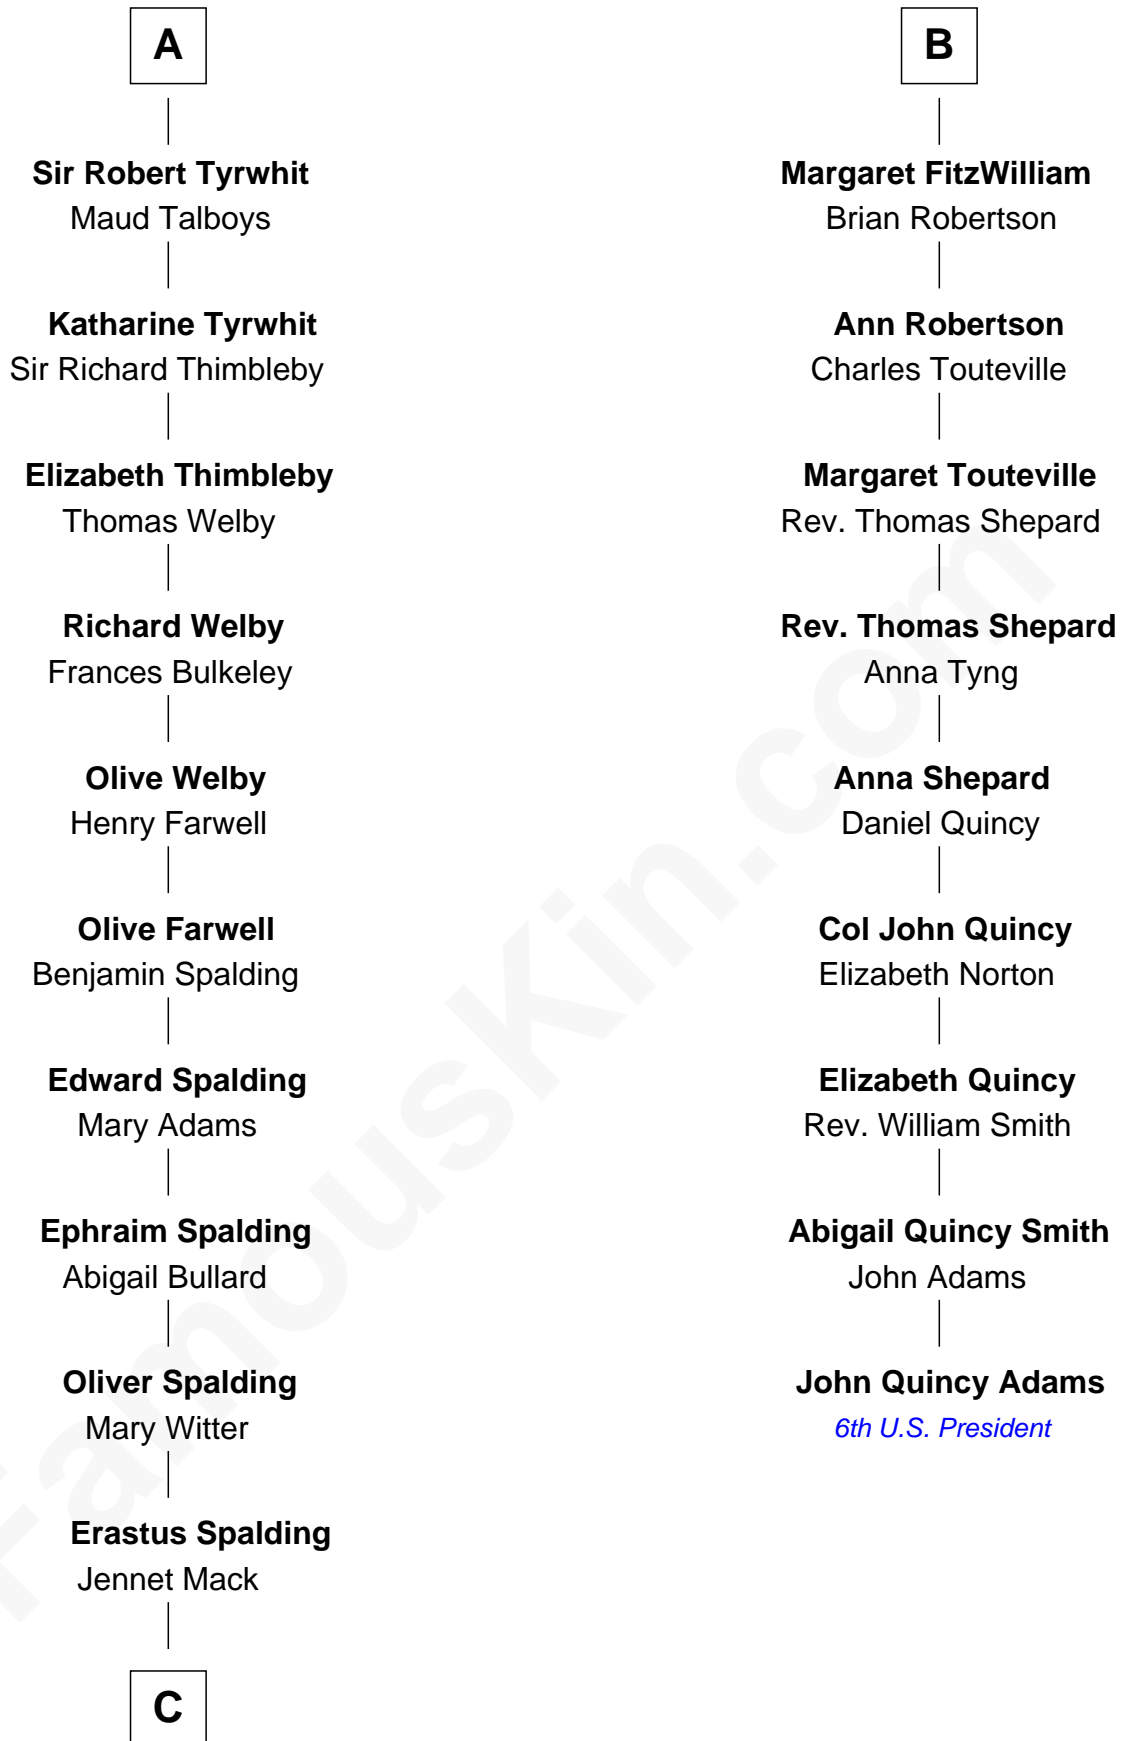 A
Sir Robert Tyrwhit
Maud Talboys
Katharine Tyrwhit
Sir Richard Thimbleby
Elizabeth Thimbleby
Thomas Welby
Richard Welby
Frances Bulkeley
Olive Welby
Henry Farwell
Olive Farwell
Benjamin Spalding
Edward Spalding
Mary Adams
Ephraim Spalding
Abigail Bullard
Oliver Spalding
Mary Witter
Erastus Spalding
Jennet Mack
C
B
Margaret FitzWilliam
Brian Robertson
Ann Robertson
Charles Touteville
Margaret Touteville
Rev. Thomas Shepard
Rev. Thomas Shepard
Anna Tyng
Anna Shepard
Daniel Quincy
Col John Quincy
Elizabeth Norton
Elizabeth Quincy
Rev. William Smith
Abigail Quincy Smith
John Adams
John Quincy Adams
6th U.S. President
FamousKin.com